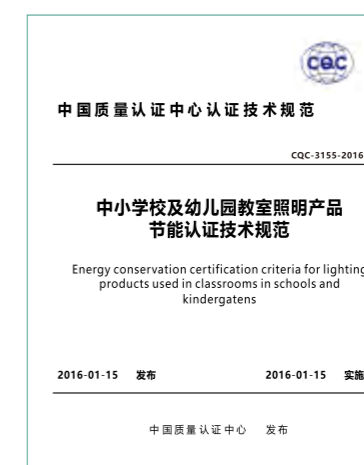 CQC
中国质量认证中心认证技术规范
CQC-3155-2016
中小学校及幼儿园教室照明产品
节能认证技术规范
Energy conservation certification criteria for lighting
products used in classrooms in schools and
kindergatens
2016-01-15 发布 2016-01-15 实施
中国质量认证中心 发布